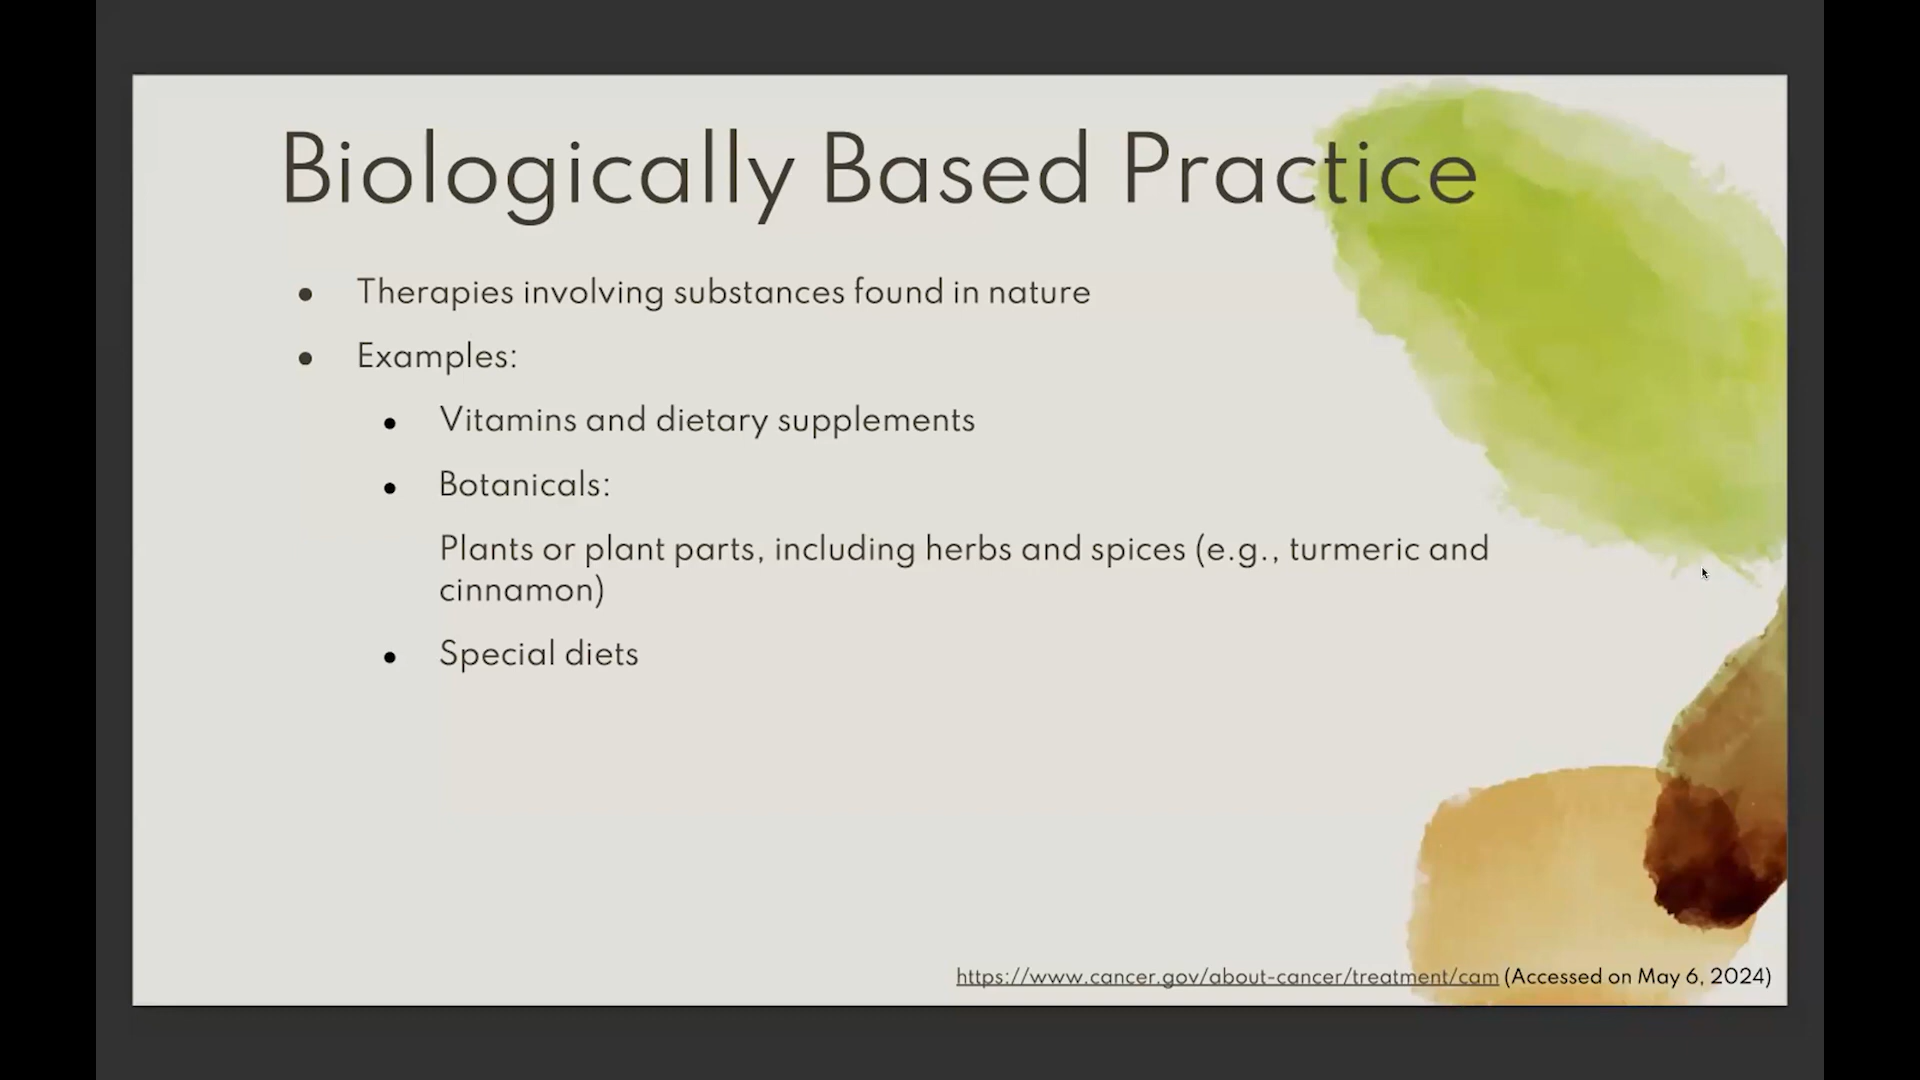 Biologically Based Practice
• Therapies involving substances found in nature
• Examples:
• Vitamins and dietary supplements
• Botanicals:
Plants or plant parts, including herbs and spices (e.g., turmeric and
cinnamon)
• Special diets
https://www.cancer.gov/about-cancer/treatment/cam (Accessed on May 6, 2024)